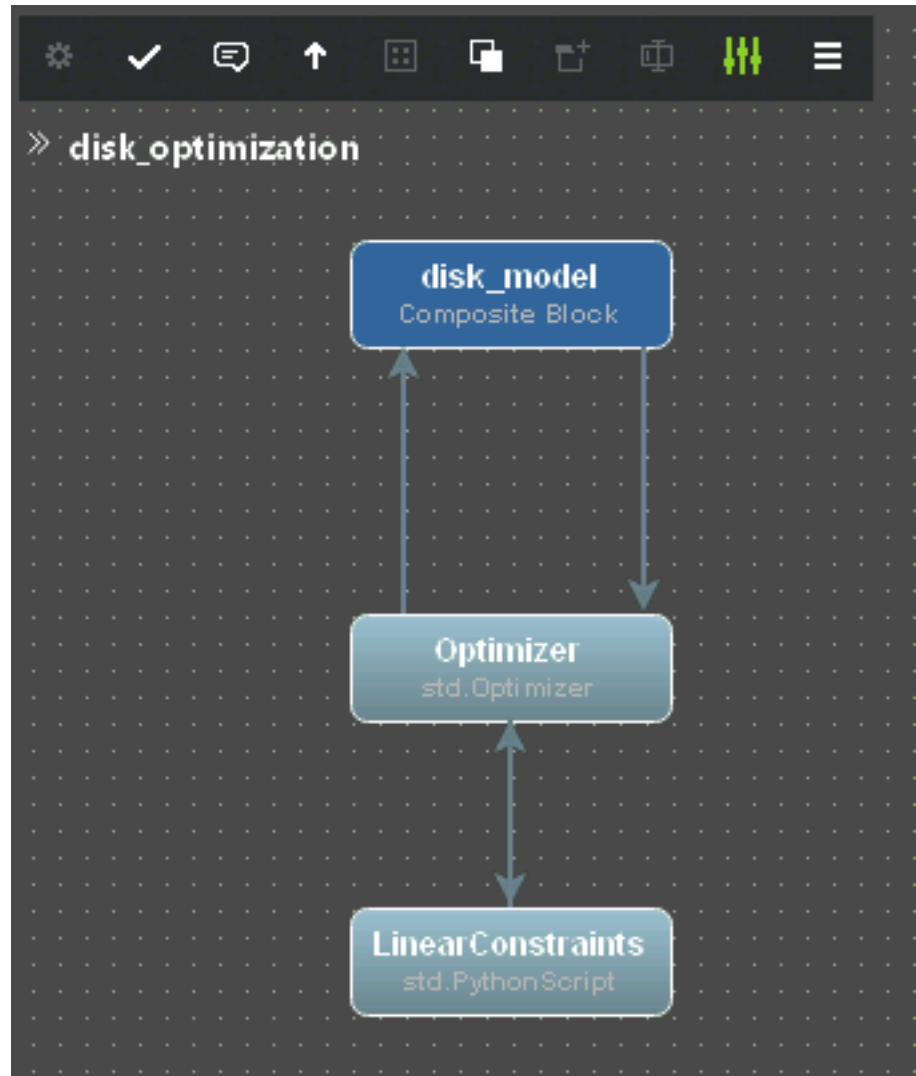 disk_optimization
disk_model
Composite Block
Optimizer
std.Optimizer
LinearConstraints
std.PythonScript